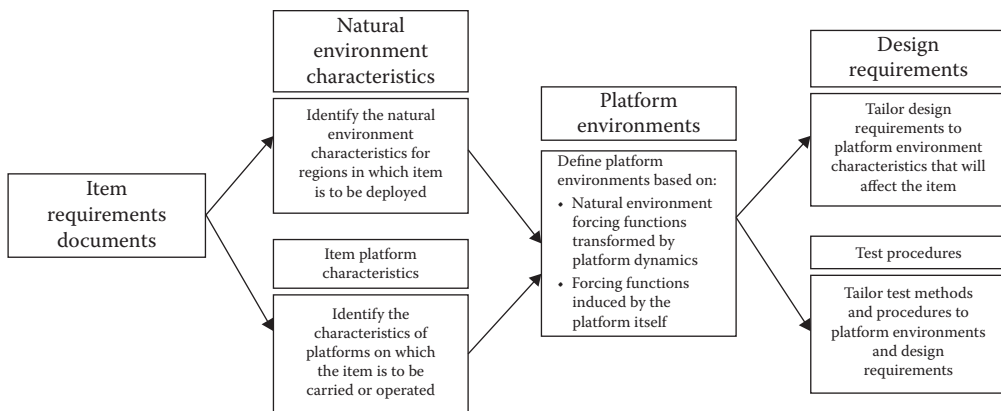 Item
requirements
documents
Natural
environment
characteristics
Identify the natural
environment
characteristics for
regions in which item
is to be deployed
Item platform
characteristics
Identify the
characteristics of
platforms on which
the item is to be
carried or operated
Platform
environments
Define platform
environments based on:
• Natural environment
forcing functions
transformed by
platform dynamics
• Forcing functions
induced by the
platform itself
Design
requirements
Tailor design
requirements to
platform environment
characteristics that will
affect the item
Test procedures
Tailor test methods
and procedures to
platform environments
and design
requirements